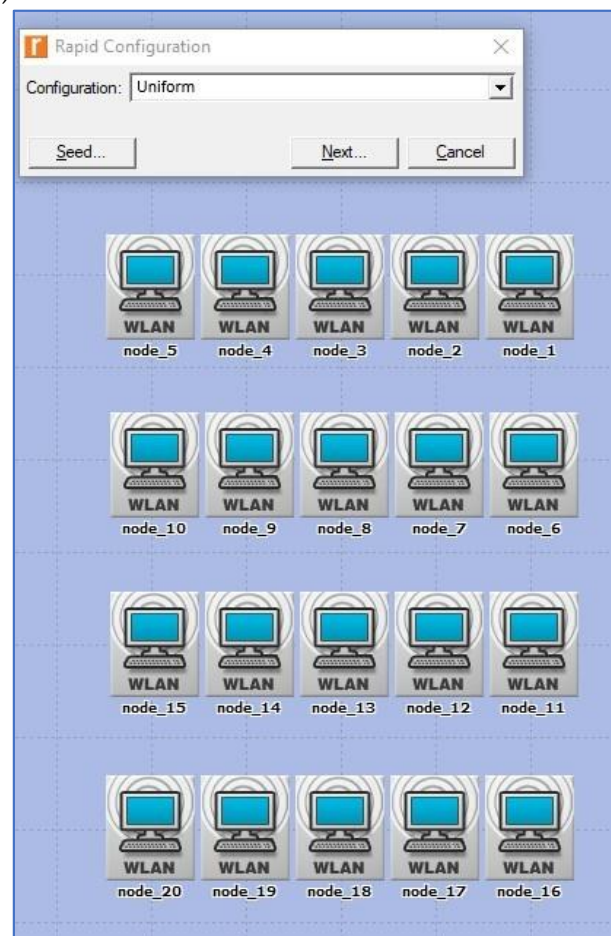 )
r Rapid Configuration
Configuration: Uniform
Seed... Next... Cancel
WLAN WLAN WLAN WLAN WLAN
node_5 node_4 node_3 node_2 node_1
WLAN WLAN WLAN WLAN WLAN
node_10 node_9 node_8 node_7 node_6
WLAN WLAN WLAN WLAN WLAN
node_15 node_14 node_13 node_12 node_11
WLAN WLAN WLAN WLAN WLAN
node_20 node_19 node_18 node_17 node_16